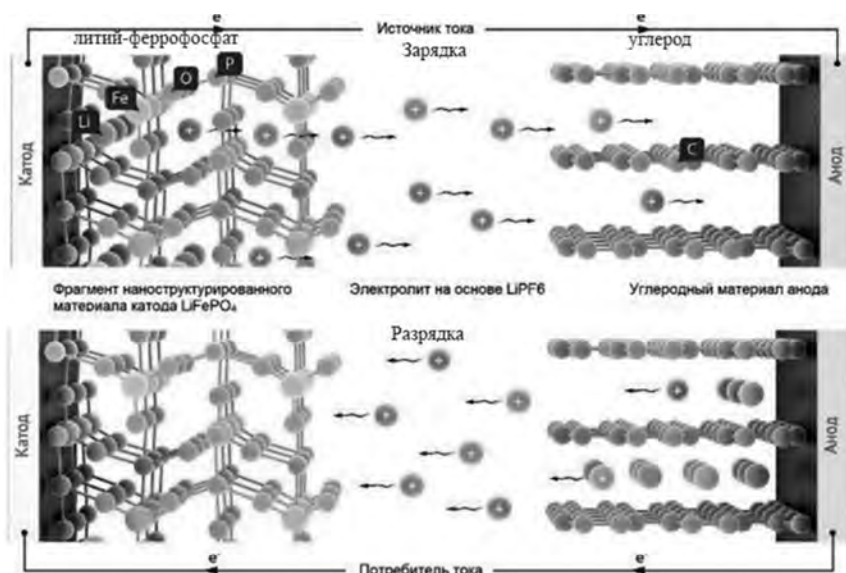 e⁻ Источник тока e⁻
литий-феррофосфат Зарядка углерод
P
O
Fe
Li
C
Катод
Анод
Фрагмент наноструктурированного
материала катода LiFePO₄
Электролит на основе LiPF6
Углеродный материал анода
Разрядка
Катод
Анод
e⁻ Потребитель тока e⁻